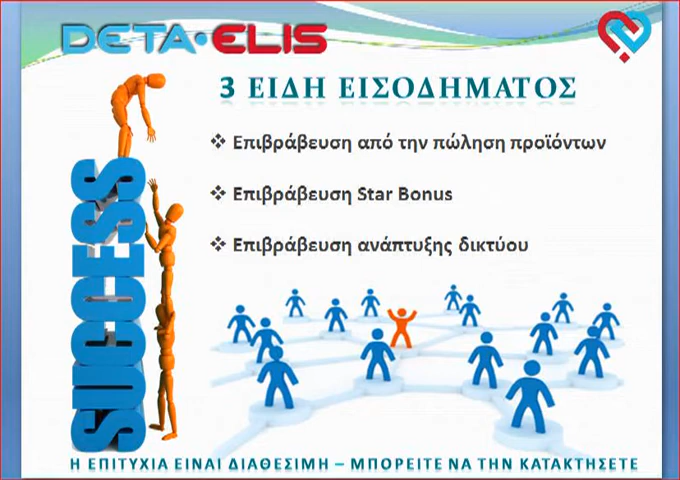 DETA·ELIS
3 ΕΙΔΗ ΕΙΣΟΔΗΜΑΤΟΣ
❖ Επιβράβευση από την πώληση προϊόντων
❖ Επιβράβευση Star Bonus
❖ Επιβράβευση ανάπτυξης δικτύου
SUCCESS
Η ΕΠΙΤΥΧΙΑ ΕΙΝΑΙ ΔΙΑΘΕΣΙΜΗ – ΜΠΟΡΕΙΤΕ ΝΑ ΤΗΝ ΚΑΤΑΚΤΗΣΕΤΕ